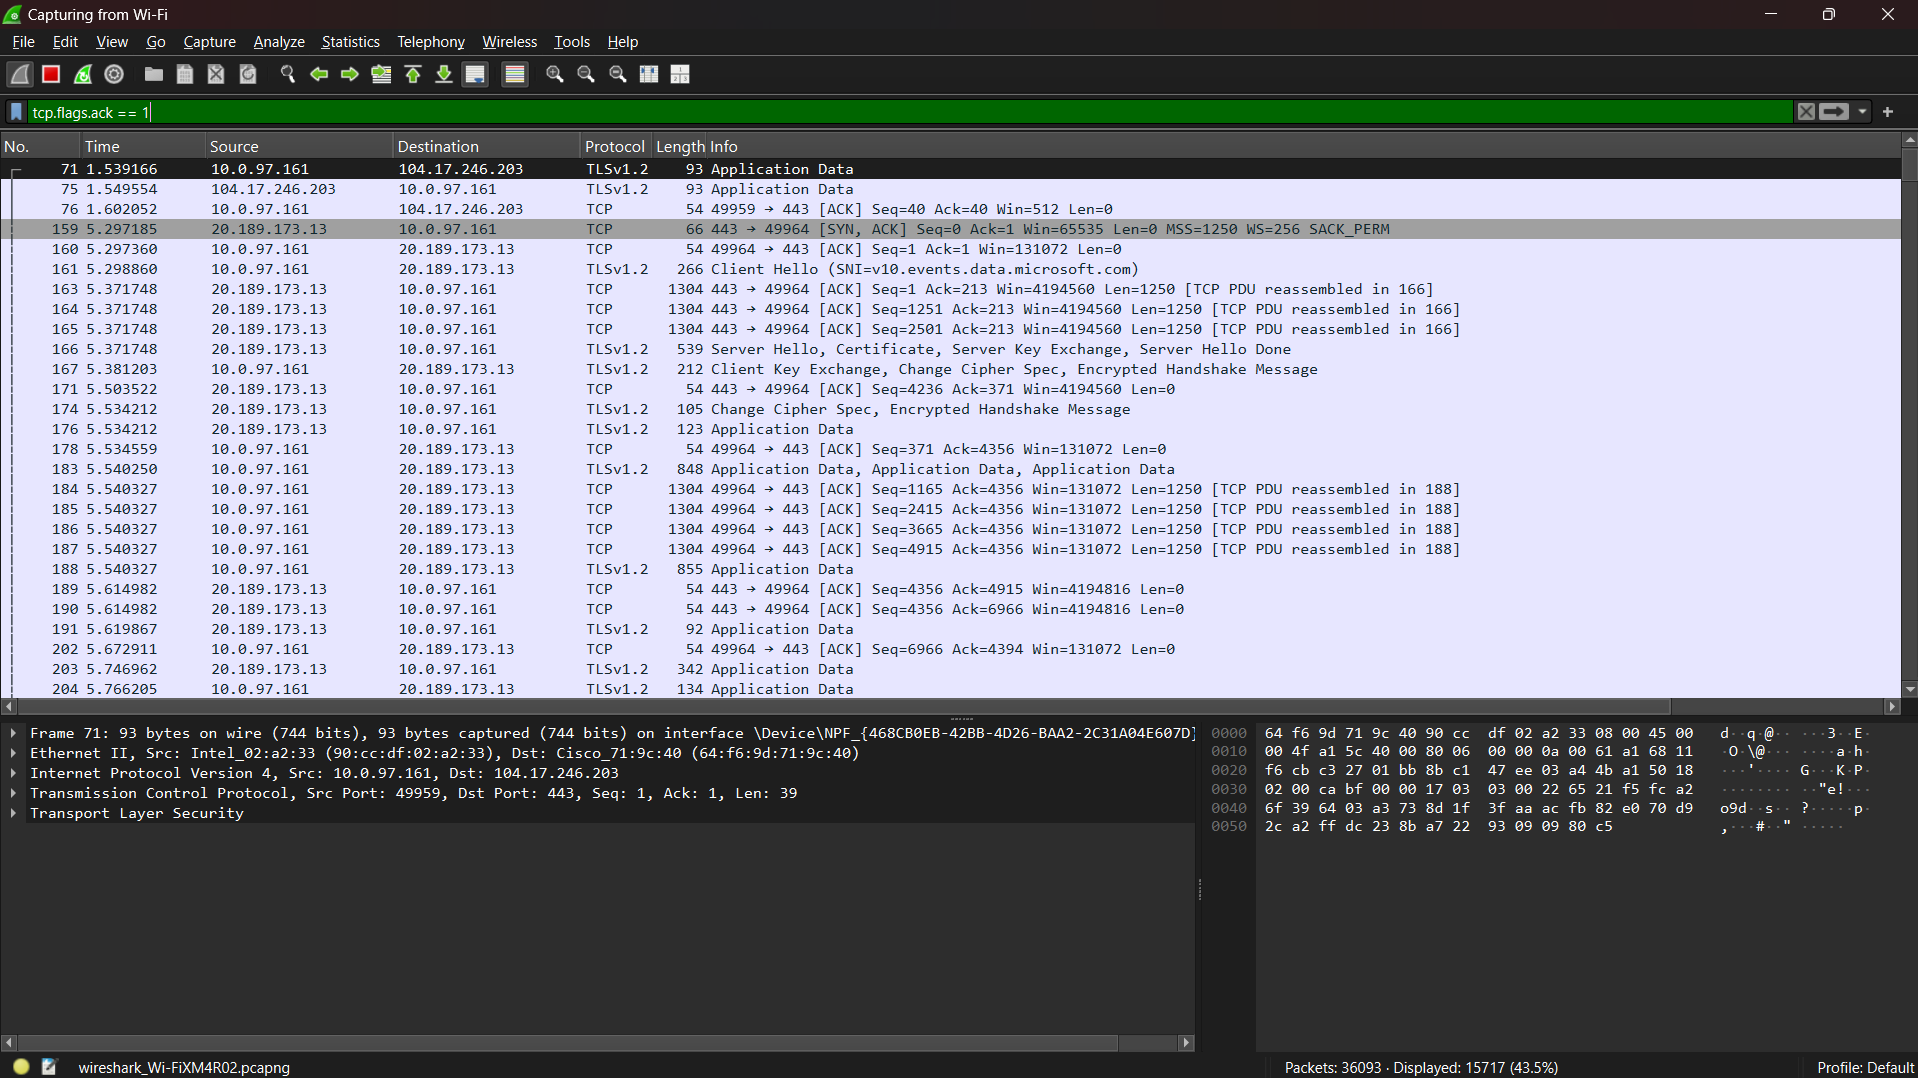 Capturing from Wi-Fi
File Edit View Go Capture Analyze Statistics Telephony Wireless Tools Help
tcp.flags.ack == 1
No. Time Source Destination Protocol Length Info
71 1.539166 10.0.97.161 104.17.246.203 TLSv1.2 93 Application Data
75 1.549554 104.17.246.203 10.0.97.161 TLSv1.2 93 Application Data
76 1.602052 10.0.97.161 104.17.246.203 TCP 54 49959 → 443 [ACK] Seq=40 Ack=40 Win=512 Len=0
159 5.297185 20.189.173.13 10.0.97.161 TCP 66 443 → 49964 [SYN, ACK] Seq=0 Ack=1 Win=65535 Len=0 MSS=1250 WS=256 SACK_PERM
160 5.297360 10.0.97.161 20.189.173.13 TCP 54 49964 → 443 [ACK] Seq=1 Ack=1 Win=131072 Len=0
161 5.298860 10.0.97.161 20.189.173.13 TLSv1.2 266 Client Hello (SNI=v10.events.data.microsoft.com)
163 5.371748 20.189.173.13 10.0.97.161 TCP 1304 443 → 49964 [ACK] Seq=1 Ack=213 Win=4194560 Len=1250 [TCP PDU reassembled in 166]
164 5.371748 20.189.173.13 10.0.97.161 TCP 1304 443 → 49964 [ACK] Seq=1251 Ack=213 Win=4194560 Len=1250 [TCP PDU reassembled in 166]
165 5.371748 20.189.173.13 10.0.97.161 TCP 1304 443 → 49964 [ACK] Seq=2501 Ack=213 Win=4194560 Len=1250 [TCP PDU reassembled in 166]
166 5.371748 20.189.173.13 10.0.97.161 TLSv1.2 539 Server Hello, Certificate, Server Key Exchange, Server Hello Done
167 5.381203 10.0.97.161 20.189.173.13 TLSv1.2 212 Client Key Exchange, Change Cipher Spec, Encrypted Handshake Message
171 5.503522 20.189.173.13 10.0.97.161 TCP 54 443 → 49964 [ACK] Seq=4236 Ack=371 Win=4194560 Len=0
174 5.534212 20.189.173.13 10.0.97.161 TLSv1.2 105 Change Cipher Spec, Encrypted Handshake Message
176 5.534212 20.189.173.13 10.0.97.161 TLSv1.2 123 Application Data
178 5.534559 10.0.97.161 20.189.173.13 TCP 54 49964 → 443 [ACK] Seq=371 Ack=4356 Win=131072 Len=0
183 5.540250 10.0.97.161 20.189.173.13 TLSv1.2 848 Application Data, Application Data, Application Data
184 5.540327 10.0.97.161 20.189.173.13 TCP 1304 49964 → 443 [ACK] Seq=1165 Ack=4356 Win=131072 Len=1250 [TCP PDU reassembled in 188]
185 5.540327 10.0.97.161 20.189.173.13 TCP 1304 49964 → 443 [ACK] Seq=2415 Ack=4356 Win=131072 Len=1250 [TCP PDU reassembled in 188]
186 5.540327 10.0.97.161 20.189.173.13 TCP 1304 49964 → 443 [ACK] Seq=3665 Ack=4356 Win=131072 Len=1250 [TCP PDU reassembled in 188]
187 5.540327 10.0.97.161 20.189.173.13 TCP 1304 49964 → 443 [ACK] Seq=4915 Ack=4356 Win=131072 Len=1250 [TCP PDU reassembled in 188]
188 5.540327 10.0.97.161 20.189.173.13 TLSv1.2 855 Application Data
189 5.614982 20.189.173.13 10.0.97.161 TCP 54 443 → 49964 [ACK] Seq=4356 Ack=4915 Win=4194816 Len=0
190 5.614982 20.189.173.13 10.0.97.161 TCP 54 443 → 49964 [ACK] Seq=4356 Ack=6966 Win=4194816 Len=0
191 5.619867 20.189.173.13 10.0.97.161 TLSv1.2 92 Application Data
202 5.672911 10.0.97.161 20.189.173.13 TCP 54 49964 → 443 [ACK] Seq=6966 Ack=4394 Win=131072 Len=0
203 5.746962 20.189.173.13 10.0.97.161 TLSv1.2 342 Application Data
204 5.766205 10.0.97.161 20.189.173.13 TLSv1.2 134 Application Data
Frame 71: 93 bytes on wire (744 bits), 93 bytes captured (744 bits) on interface \Device\NPF_{468CB0EB-42BB-4D26-BAA2-2C31A04E607D}
Ethernet II, Src: Intel_02:a2:33 (90:cc:df:02:a2:33), Dst: Cisco_71:9c:40 (64:f6:9d:71:9c:40)
Internet Protocol Version 4, Src: 10.0.97.161, Dst: 104.17.246.203
Transmission Control Protocol, Src Port: 49959, Dst Port: 443, Seq: 1, Ack: 1, Len: 39
Transport Layer Security
0000 64 f6 9d 71 9c 40 90 cc df 02 a2 33 08 00 45 00 d··q·@·· ···3··E·
0010 00 4f a1 5c 40 00 80 06 00 00 0a 00 61 a1 68 11 ·O·\@··· ····a·h·
0020 f6 cb c3 27 01 bb 8b c1 47 ee 03 a4 4b a1 50 18 ···'···· G···K·P·
0030 02 00 ca bf 00 00 17 03 03 00 22 65 21 f5 fc a2 ········ ··"e!···
0040 6f 39 64 03 a3 73 8d 1f 3f aa ac fb 82 e0 70 d9 o9d··s·· ?·····p·
0050 2c a2 ff dc 23 8b a7 22 93 09 09 80 c5 ,···#··" ·····
wireshark_Wi-FiXM4R02.pcapng Packets: 36093 · Displayed: 15717 (43.5%) Profile: Default